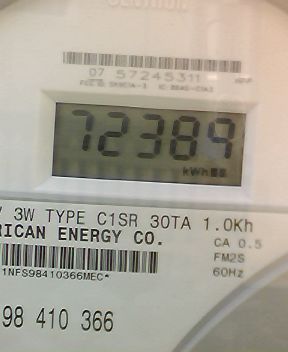 CENTRON
07 57245311
72389
kWh
V 3W TYPE C1SR 30TA 1.0Kh
RICAN ENERGY CO.
CA 0.5
FM2S
1NFS98410366MEC*
60Hz
98 410 366